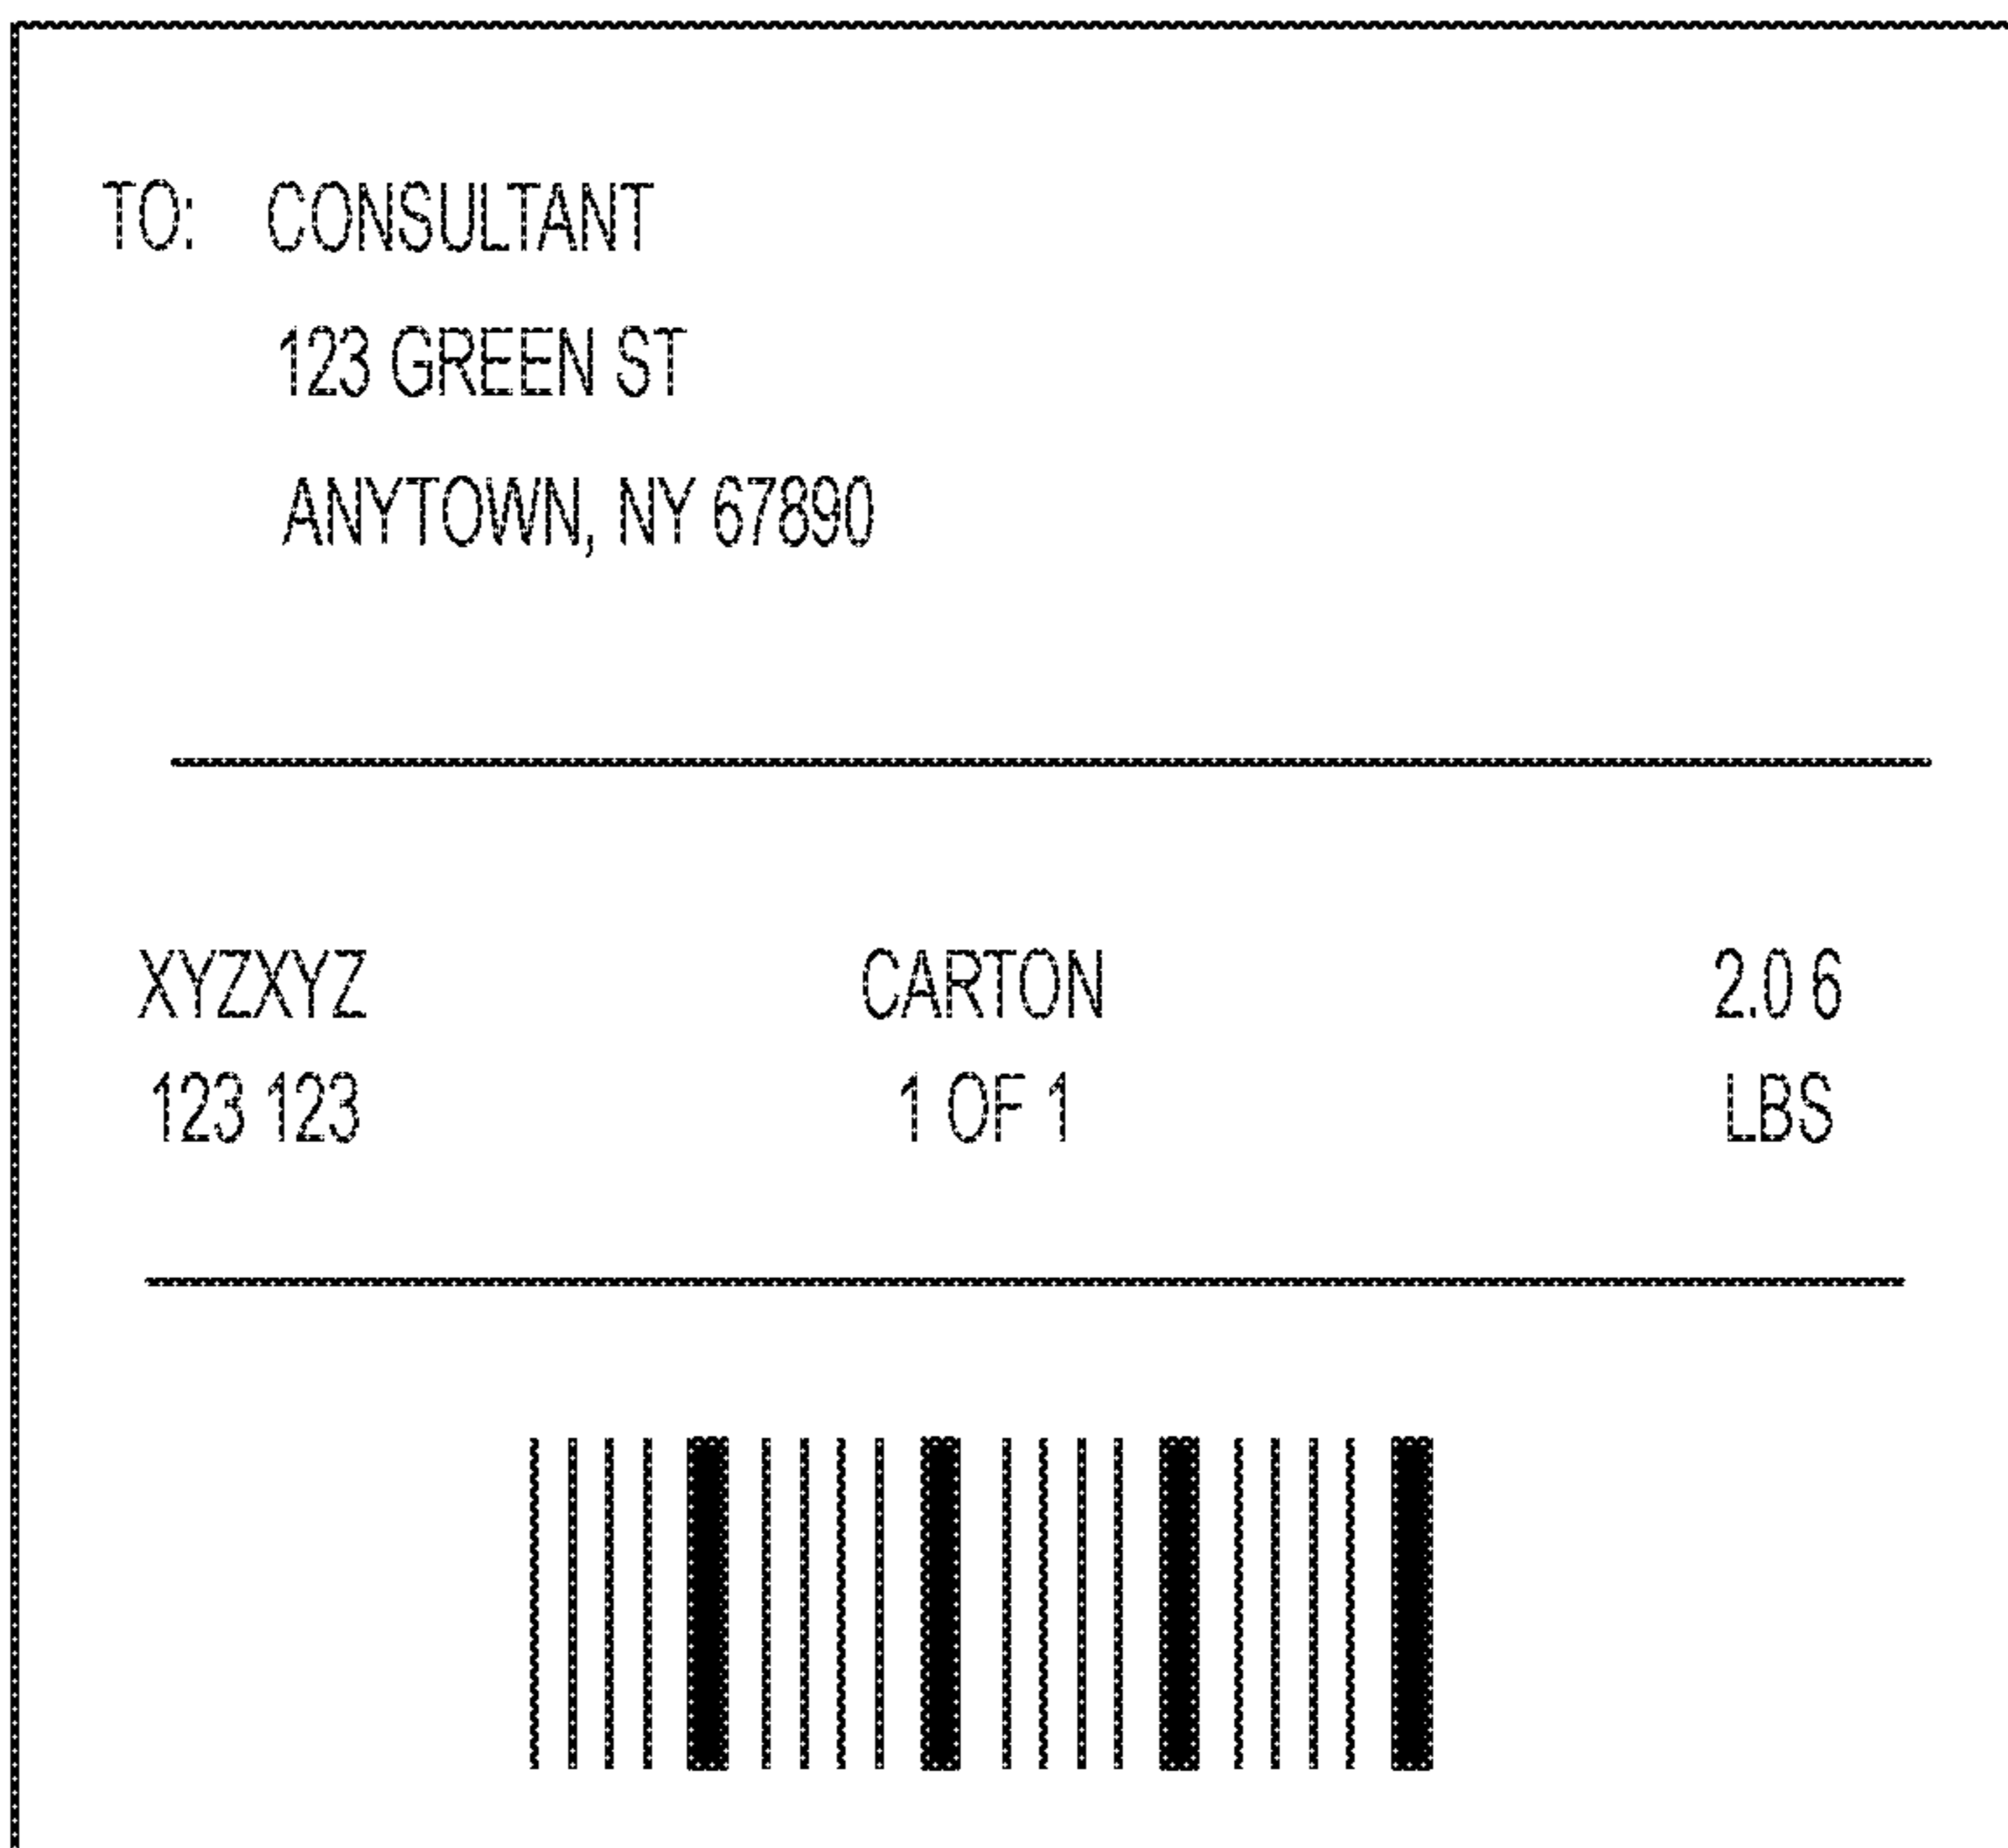 TO: CONSULTANT
123 GREEN ST
ANYTOWN, NY 67890
XYZXYZ CARTON 2.0 6
123 123 1 OF 1 LBS